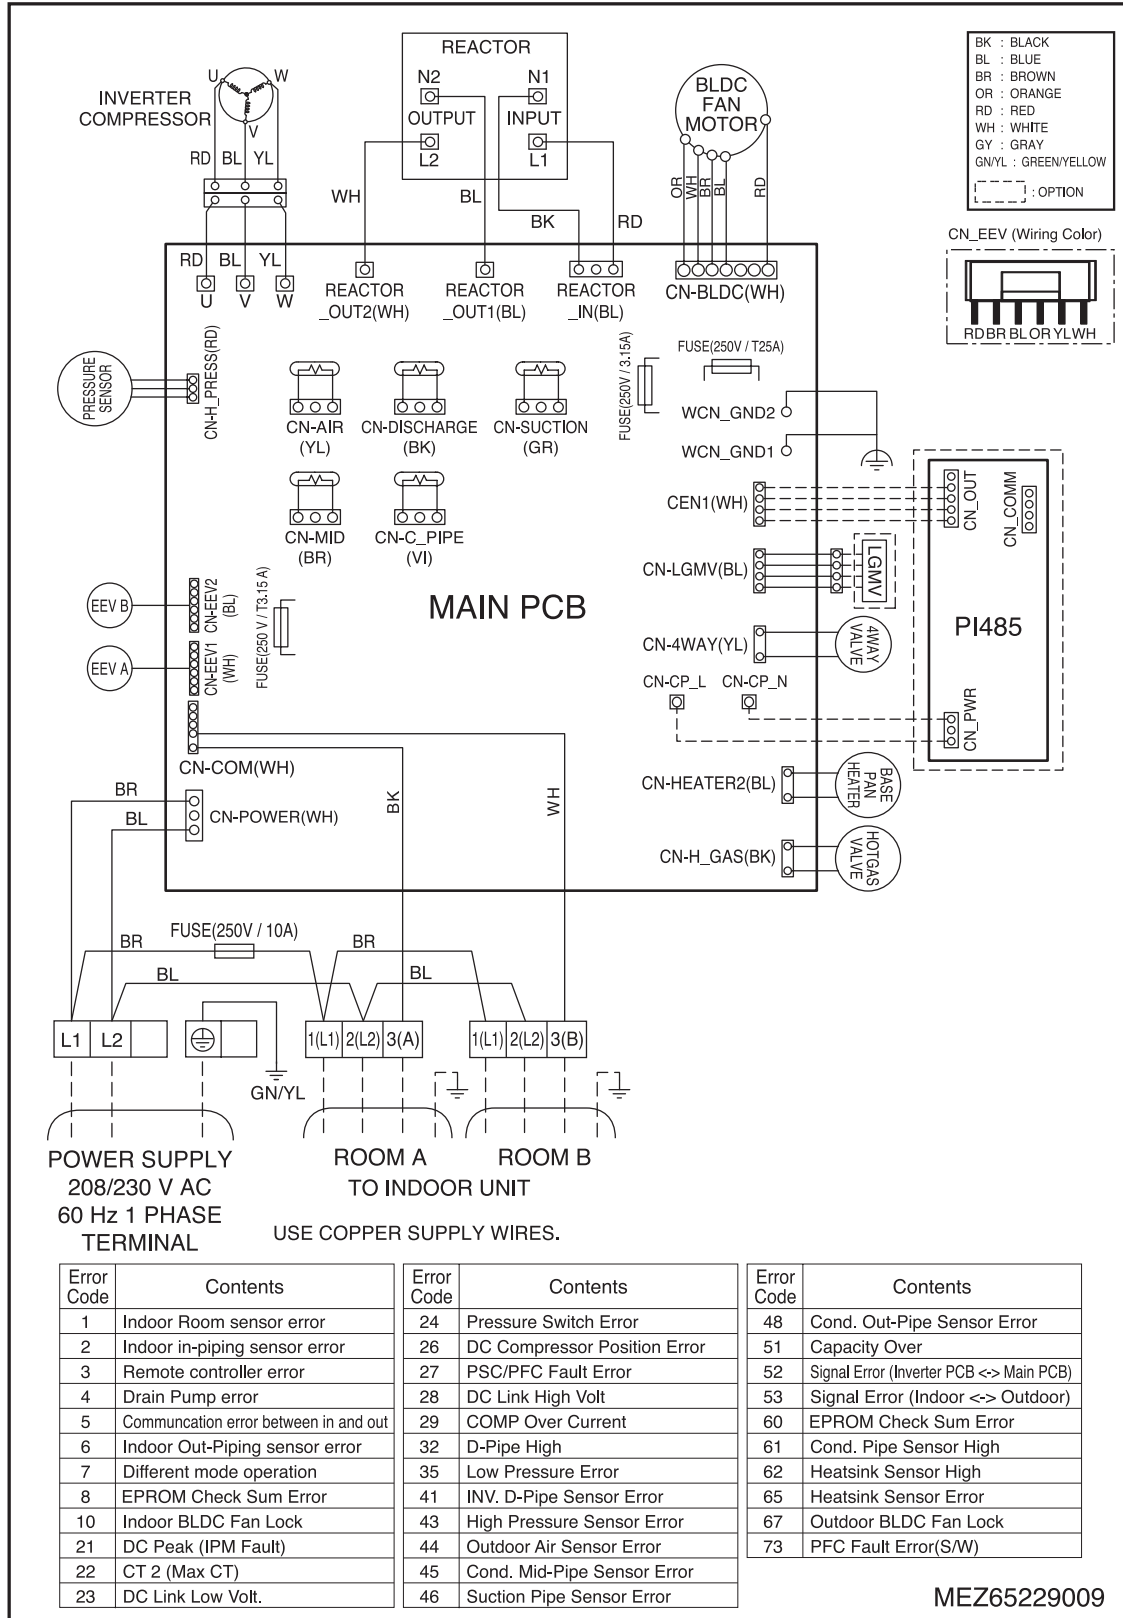 REACTOR
N2 N1
OUTPUT INPUT
L2 L1
U W
V
INVERTER
COMPRESSOR
RD BL YL
WH
BL
BK
RD
BLDC
FAN
MOTOR
OR
WH
BR
BL
RD
BK : BLACK
BL : BLUE
BR : BROWN
OR : ORANGE
RD : RED
WH : WHITE
GY : GRAY
GN/YL : GREEN/YELLOW
: OPTION
CN_EEV (Wiring Color)
RD BR BL OR YL WH
RD BL YL
U V W
REACTOR
_OUT2(WH)
REACTOR
_OUT1(BL)
REACTOR
_IN(BL)
CN-BLDC(WH)
PRESSURE
SENSOR
CN-H_PRESS(RD)
CN-AIR
(YL)
CN-DISCHARGE
(BK)
CN-SUCTION
(GR)
CN-MID
(BR)
CN-C_PIPE
(VI)
FUSE(250V / 3.15A)
FUSE(250V / T25A)
WCN_GND2
WCN_GND1
CEN1(WH)
CN-LGMV(BL)
LGMV
CN-4WAY(YL)
4WAY
VALVE
CN-CP_L CN-CP_N
CN_OUT
CN_COMM
PI485
CN_PWR
CN-HEATER2(BL)
BASE
PAN
HEATER
CN-H_GAS(BK)
HOTGAS
VALVE
MAIN PCB
EEV B
CN-EEV2
(BL)
EEV A
CN-EEV1
(WH)
FUSE(250 V / T3.15 A)
CN-COM(WH)
BR
BL
CN-POWER(WH)
BK
WH
FUSE(250V / 10A)
BR
BR
BL
BL
L1 L2
GN/YL
1(L1) 2(L2) 3(A)
1(L1) 2(L2) 3(B)
POWER SUPPLY
208/230 V AC
60 Hz 1 PHASE
TERMINAL
ROOM A ROOM B
TO INDOOR UNIT
USE COPPER SUPPLY WIRES.
Error
Code Contents
1 Indoor Room sensor error
2 Indoor in-piping sensor error
3 Remote controller error
4 Drain Pump error
5 Communcation error between in and out
6 Indoor Out-Piping sensor error
7 Different mode operation
8 EPROM Check Sum Error
10 Indoor BLDC Fan Lock
21 DC Peak (IPM Fault)
22 CT 2 (Max CT)
23 DC Link Low Volt.
Error
Code Contents
24 Pressure Switch Error
26 DC Compressor Position Error
27 PSC/PFC Fault Error
28 DC Link High Volt
29 COMP Over Current
32 D-Pipe High
35 Low Pressure Error
41 INV. D-Pipe Sensor Error
43 High Pressure Sensor Error
44 Outdoor Air Sensor Error
45 Cond. Mid-Pipe Sensor Error
46 Suction Pipe Sensor Error
Error
Code Contents
48 Cond. Out-Pipe Sensor Error
51 Capacity Over
52 Signal Error (Inverter PCB <-> Main PCB)
53 Signal Error (Indoor <-> Outdoor)
60 EPROM Check Sum Error
61 Cond. Pipe Sensor High
62 Heatsink Sensor High
65 Heatsink Sensor Error
67 Outdoor BLDC Fan Lock
73 PFC Fault Error(S/W)
MEZ65229009